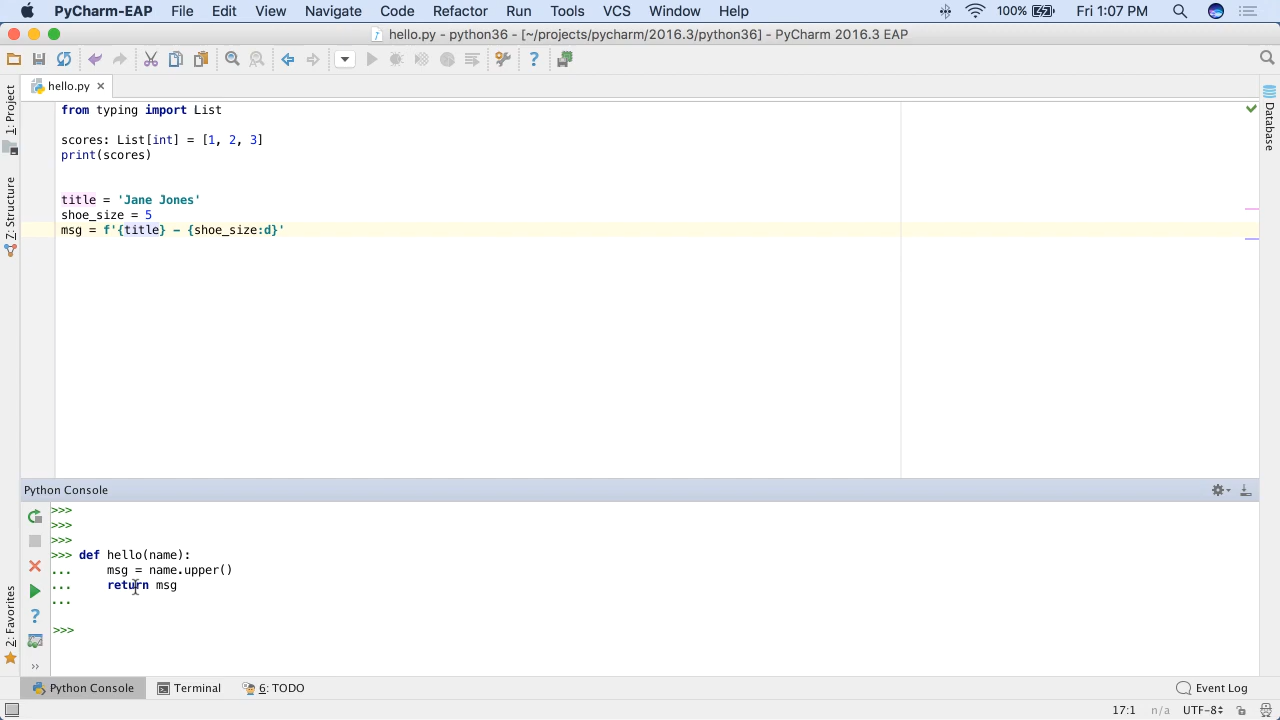 PyCharm-EAP File Edit View Navigate Code Refactor Run Tools VCS Window Help 100% Fri 1:07 PM
hello.py - python36 - [~/projects/pycharm/2016.3/python36] - PyCharm 2016.3 EAP
hello.py
1: Project
Z: Structure
2: Favorites
Database
from typing import List
scores: List[int] = [1, 2, 3]
print(scores)
title = 'Jane Jones'
shoe_size = 5
msg = f'{title} - {shoe_size:d}'
Python Console
>>>
>>>
>>>
>>> def hello(name):
...     msg = name.upper()
...     return msg
...
>>>
Python Console Terminal 6: TODO Event Log
17:1 n/a UTF-8